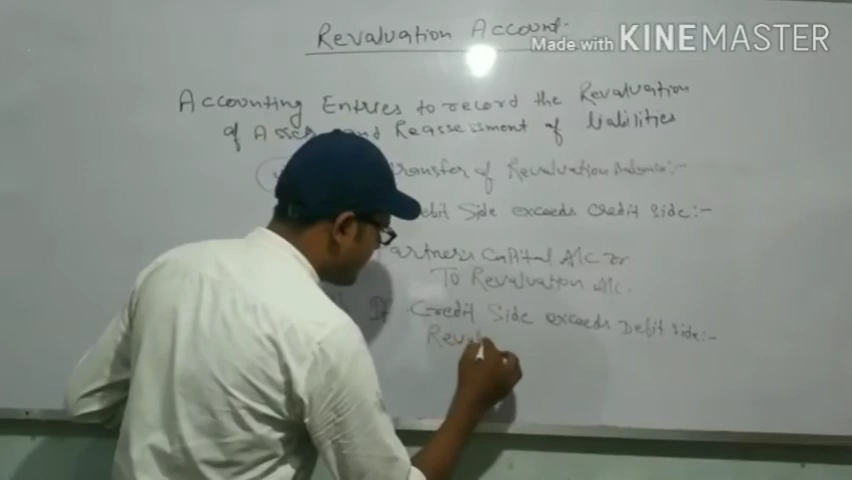 Revaluation Account.
Made with KINEMASTER
Accounting Entries to record the Revaluation
of and Reassessment of liabilities
transfer of Revaluation
Debit Side exceeds Credit Side:-
Partners Capital A/c Dr
To Revaluation A/c.
If Credit Side exceeds Debit Side:-
Reval